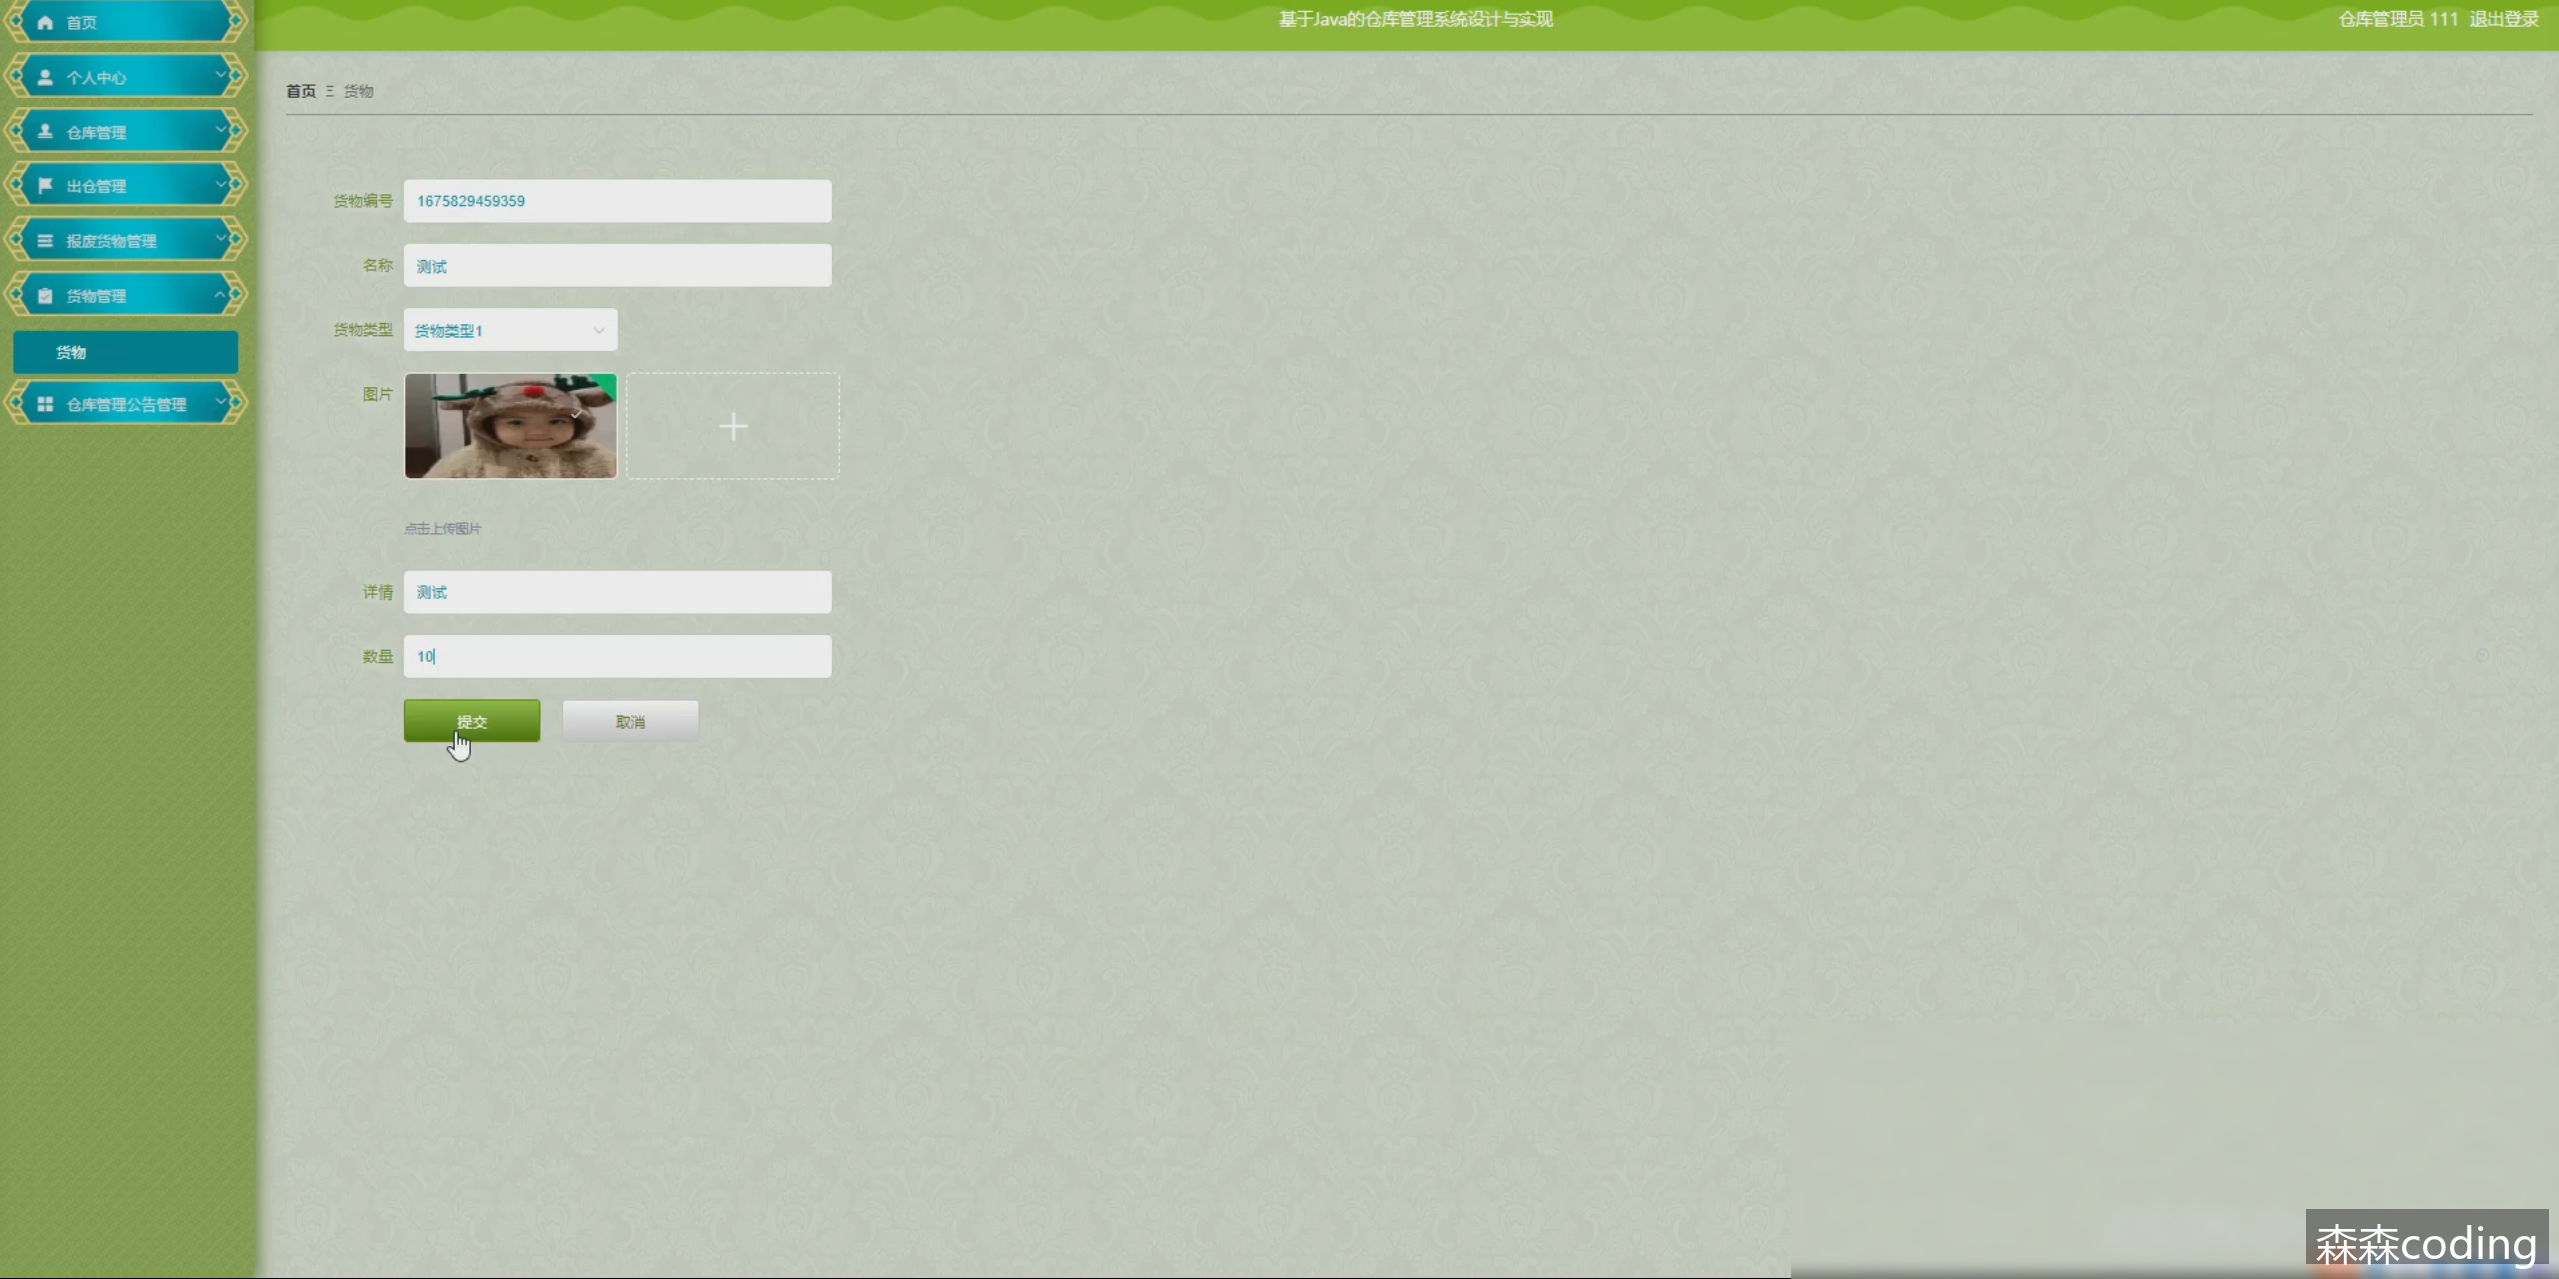 基于Java的仓库管理系统设计与实现
仓库管理员 111 退出登录
首页
个人中心
仓库管理
出仓管理
报废货物管理
货物管理
货物
仓库管理公告管理
首页 Ξ 货物
货物编号 1675829459359
名称 测试
货物类型 货物类型1
图片
点击上传图片
详情 测试
数量 10
提交 取消
森森coding